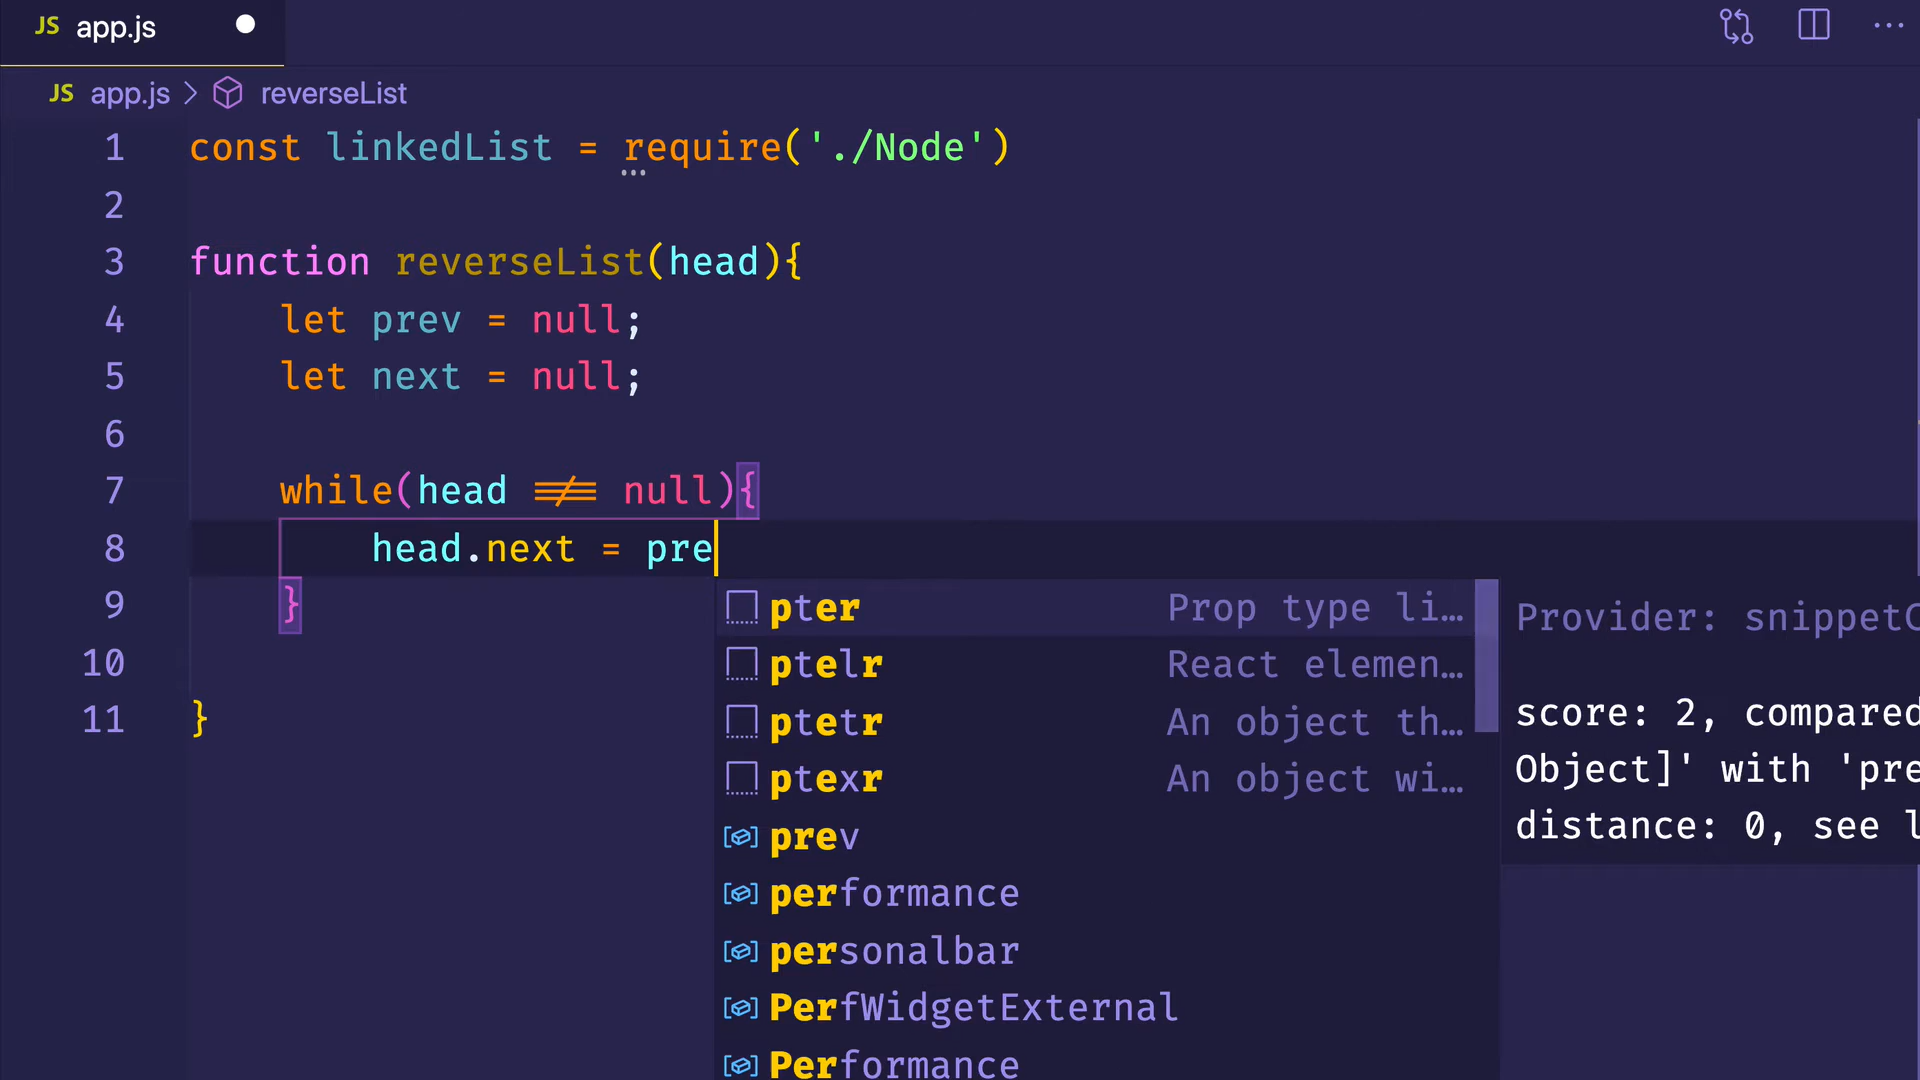 JS app.js
JS app.js > reverseList
1 const linkedList = require('./Node')
2
3 function reverseList(head){
4 let prev = null;
5 let next = null;
6
7 while(head !== null){
8 head.next = pre
9 }
10
11 }
pter Prop type li…
ptelr React elemen…
ptetr An object th…
ptexr An object wi…
prev
performance
personalbar
PerfWidgetExternal
Performance
Provider: snippetC
score: 2, compared
Object]' with 'pre
distance: 0, see l